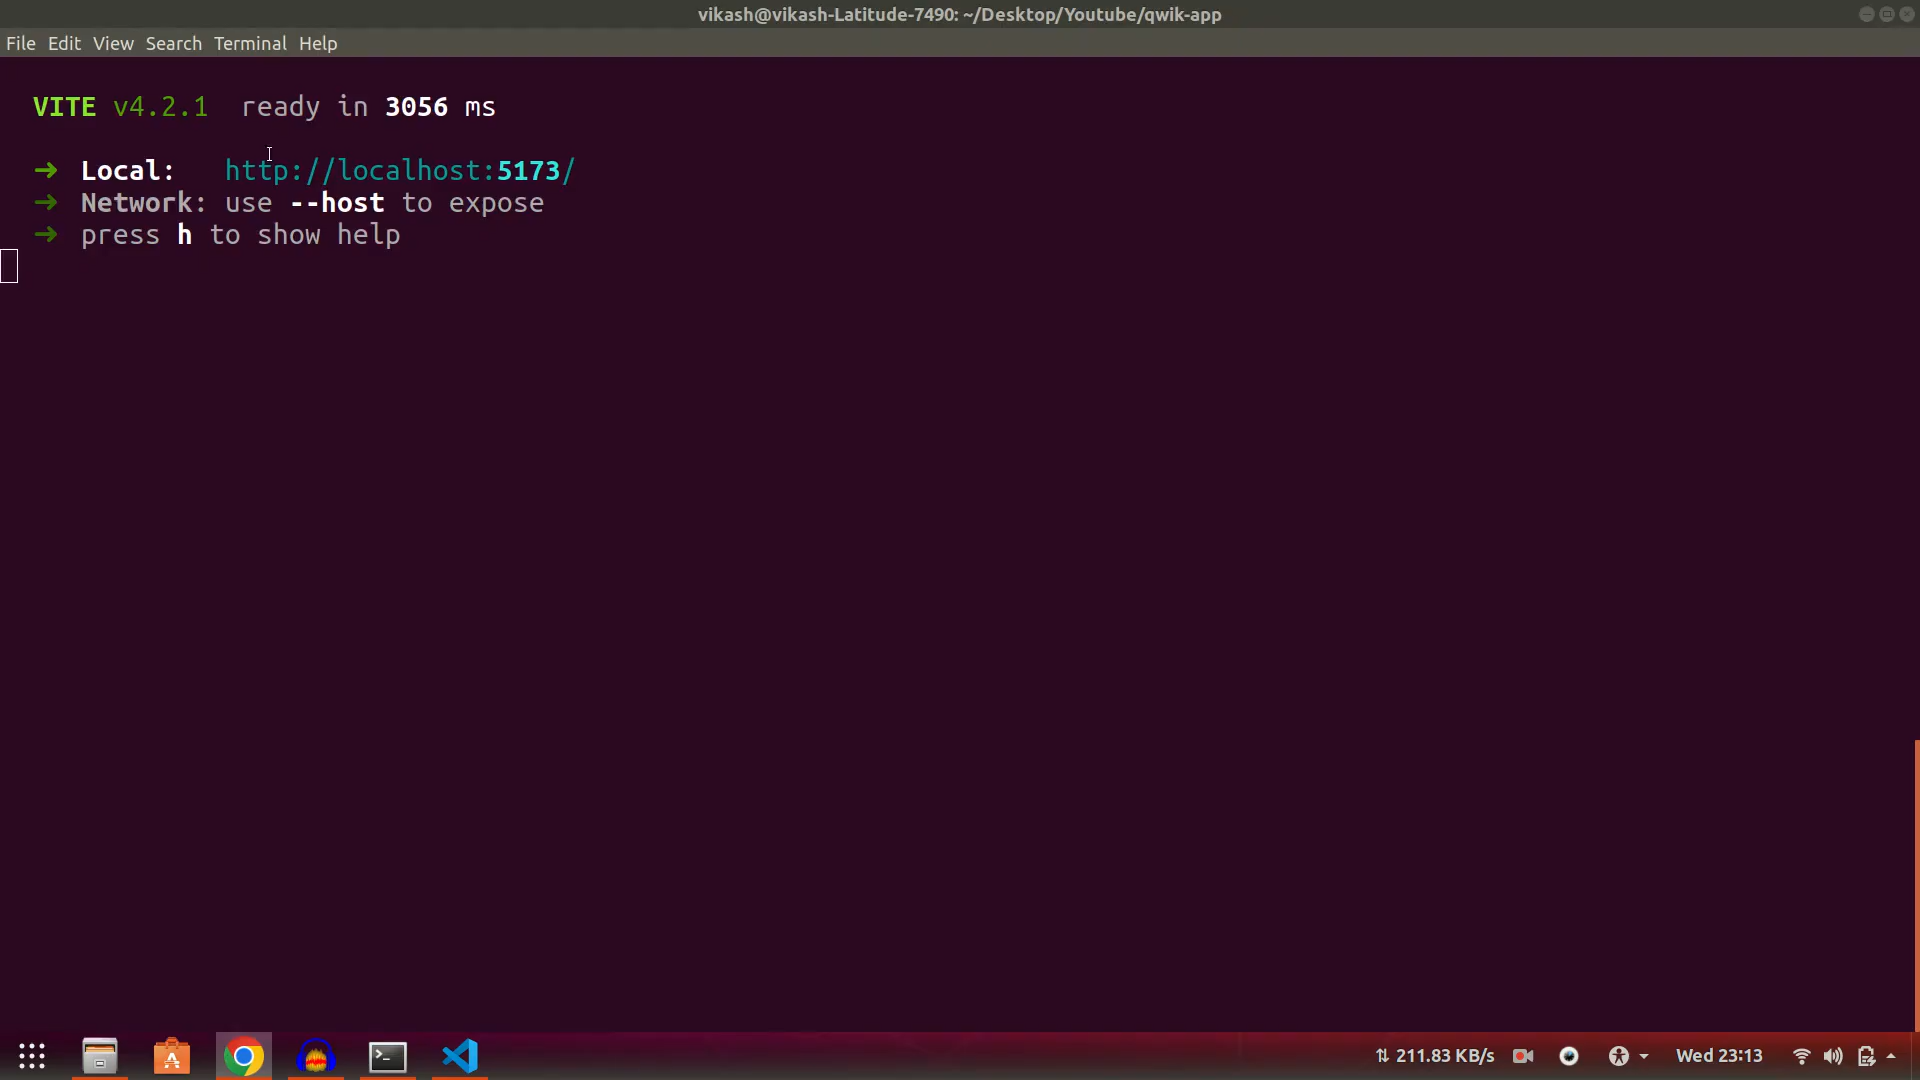 vikash@vikash-Latitude-7490: ~/Desktop/Youtube/qwik-app
File Edit View Search Terminal Help
VITE v4.2.1 ready in 3056 ms
➜ Local: http://localhost:5173/
➜ Network: use --host to expose
➜ press h to show help
⇅ 211.83 KB/s Wed 23:13